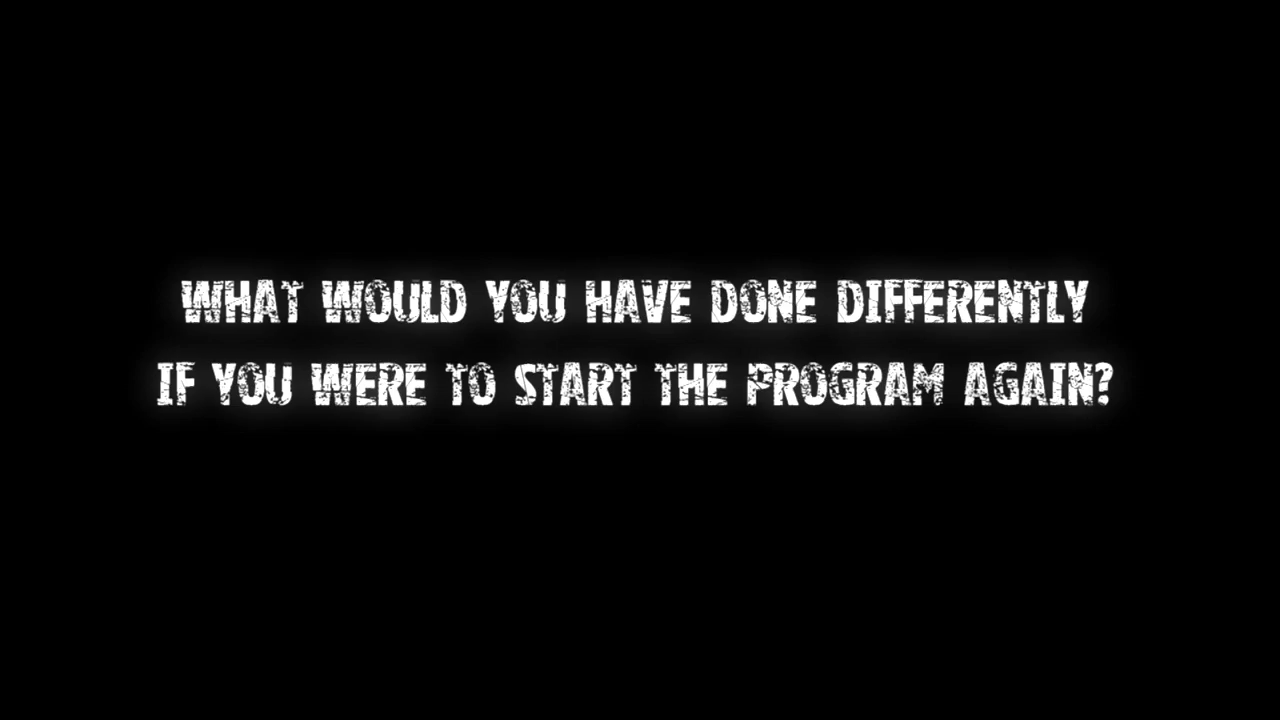 WHAT WOULD YOU HAVE DONE DIFFERENTLY
IF YOU WERE TO START THE PROGRAM AGAIN?